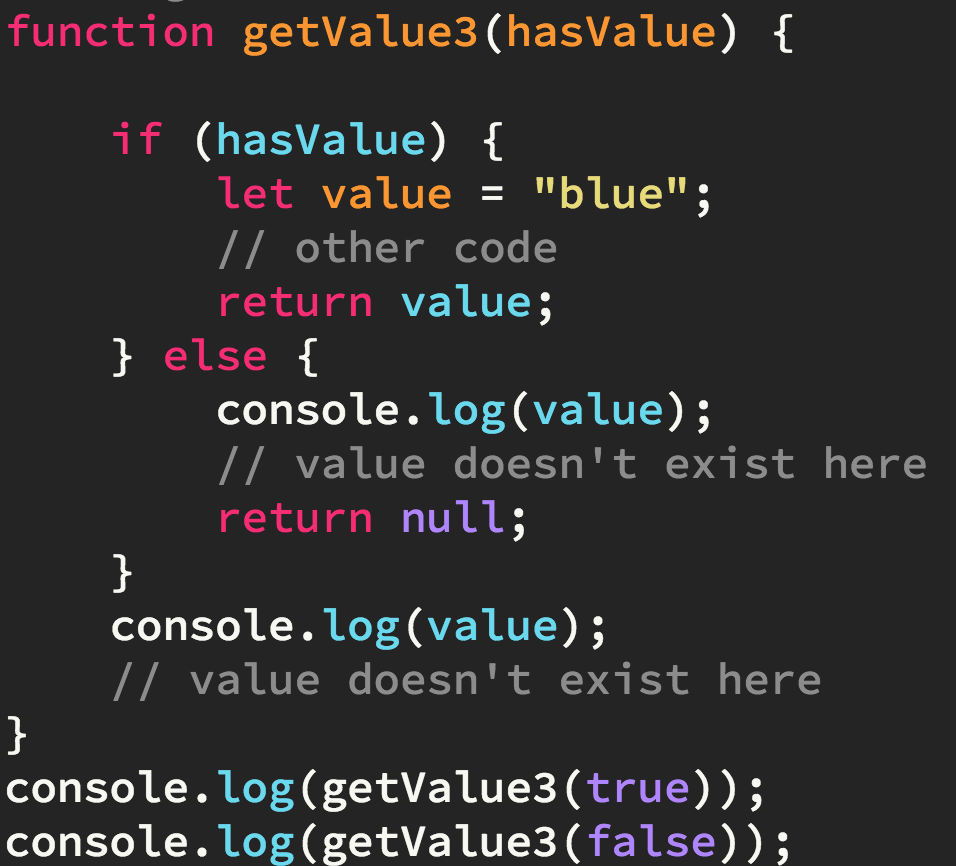 function getValue3(hasValue) {
    if (hasValue) {
        let value = "blue";
        // other code
        return value;
    } else {
        console.log(value);
        // value doesn't exist here
        return null;
    }
    console.log(value);
    // value doesn't exist here
}
console.log(getValue3(true));
console.log(getValue3(false));